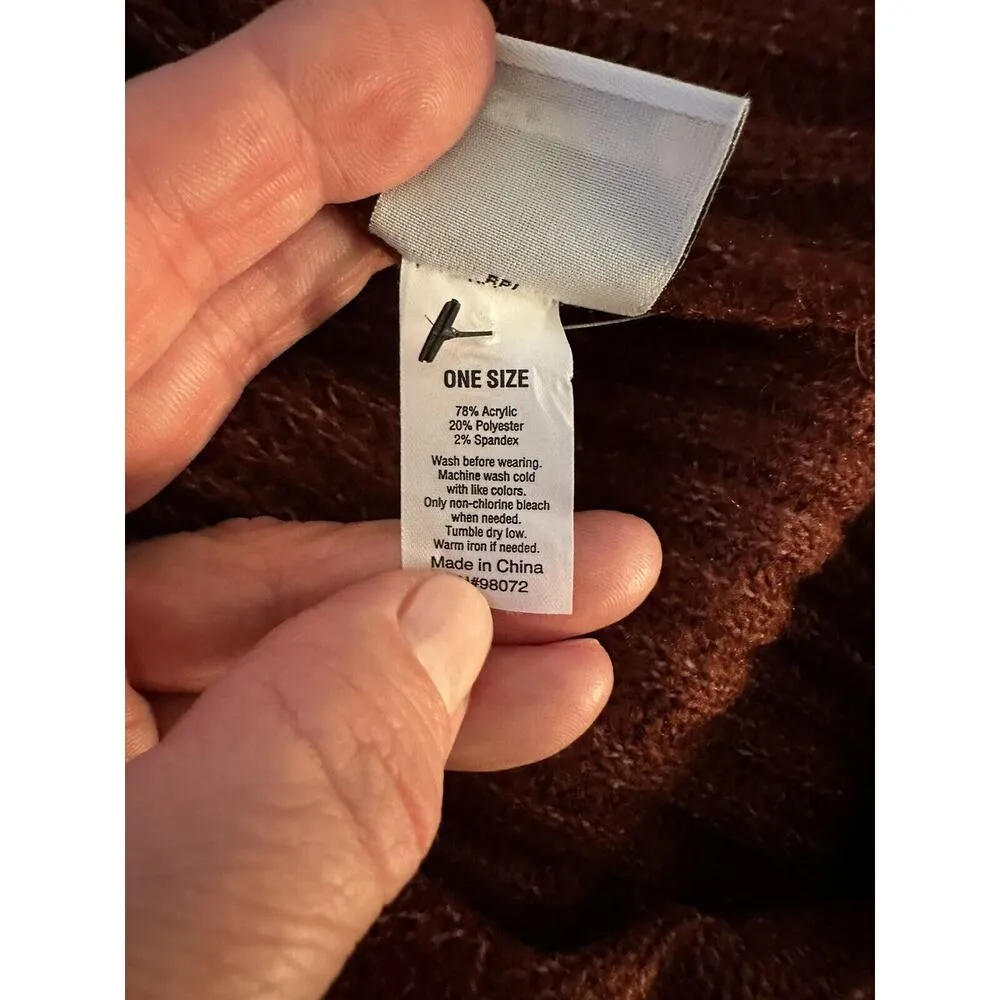 ONE SIZE
78% Acrylic
20% Polyester
2% Spandex
Wash before wearing.
Machine wash cold
with like colors.
Only non-chlorine bleach
when needed.
Tumble dry low.
Warm iron if needed.
Made in China
#98072